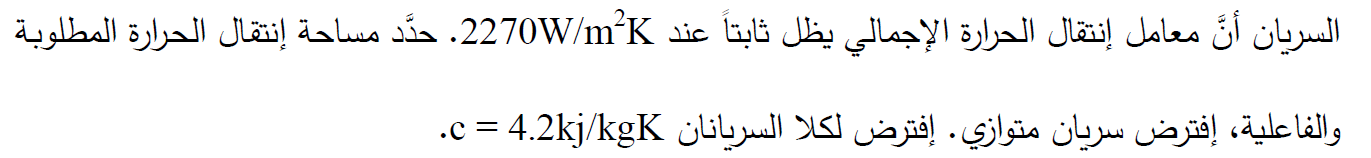 السريان أنَّ معامل إنتقال الحرارة الإجمالي يظل ثابتاً عند 2270W/m²K. حدَّد مساحة إنتقال الحرارة المطلوبة
والفاعلية، إفترض سريان متوازي. إفترض لكلا السريانان c = 4.2kj/kgK.